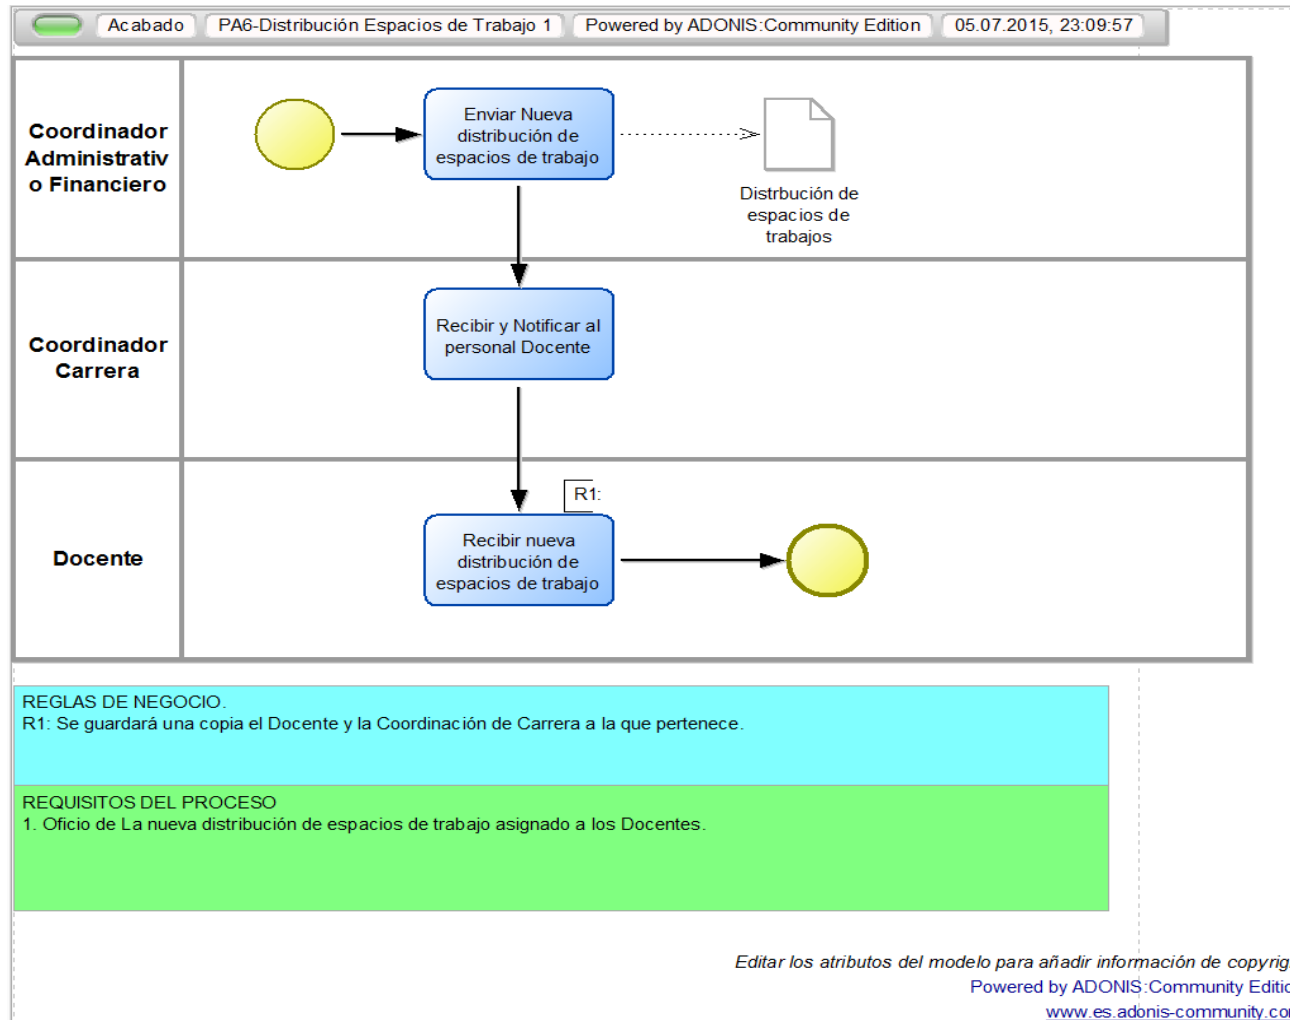 Acabado PA6-Distribución Espacios de Trabajo 1 Powered by ADONIS:Community Edition 05.07.2015, 23:09:57
Coordinador
Administrativ
o Financiero
Enviar Nueva
distribución de
espacios de trabajo
Distrbución de
espacios de
trabajos
Coordinador
Carrera
Recibir y Notificar al
personal Docente
Docente
R1:
Recibir nueva
distribución de
espacios de trabajo
REGLAS DE NEGOCIO.
R1: Se guardará una copia el Docente y la Coordinación de Carrera a la que pertenece.
REQUISITOS DEL PROCESO
1. Oficio de La nueva distribución de espacios de trabajo asignado a los Docentes.
Editar los atributos del modelo para añadir información de copyrig
Powered by ADONIS:Community Editio
www.es.adonis-community.co